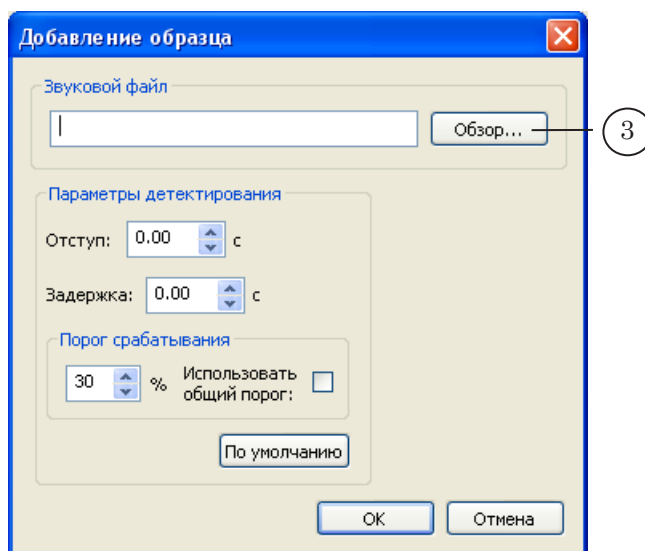 Добавление образца
Звуковой файл
Обзор...
3
Параметры детектирования
Отступ: 0.00 с
Задержка: 0.00 с
Порог срабатывания
30 % Использовать
общий порог:
По умолчанию
OK Отмена